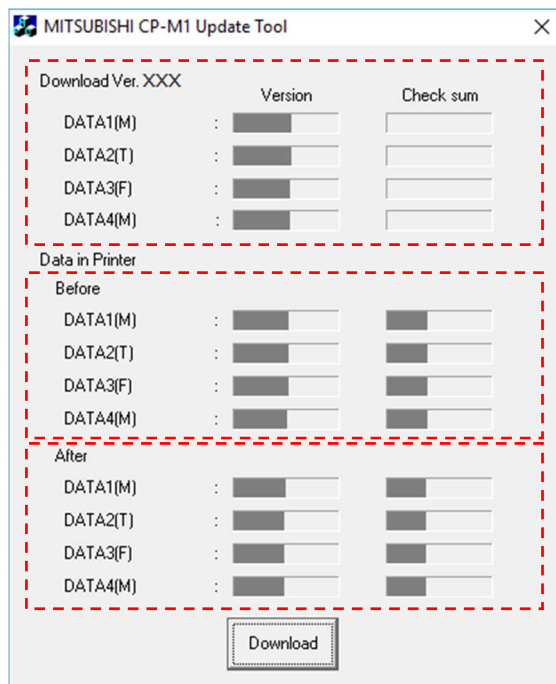 MITSUBISHI CP-M1 Update Tool
Download Ver. XXX
Version Check sum
DATA1(M) :
DATA2(T) :
DATA3(F) :
DATA4(M) :
Data in Printer
Before
DATA1(M) :
DATA2(T) :
DATA3(F) :
DATA4(M) :
After
DATA1(M) :
DATA2(T) :
DATA3(F) :
DATA4(M) :
Download